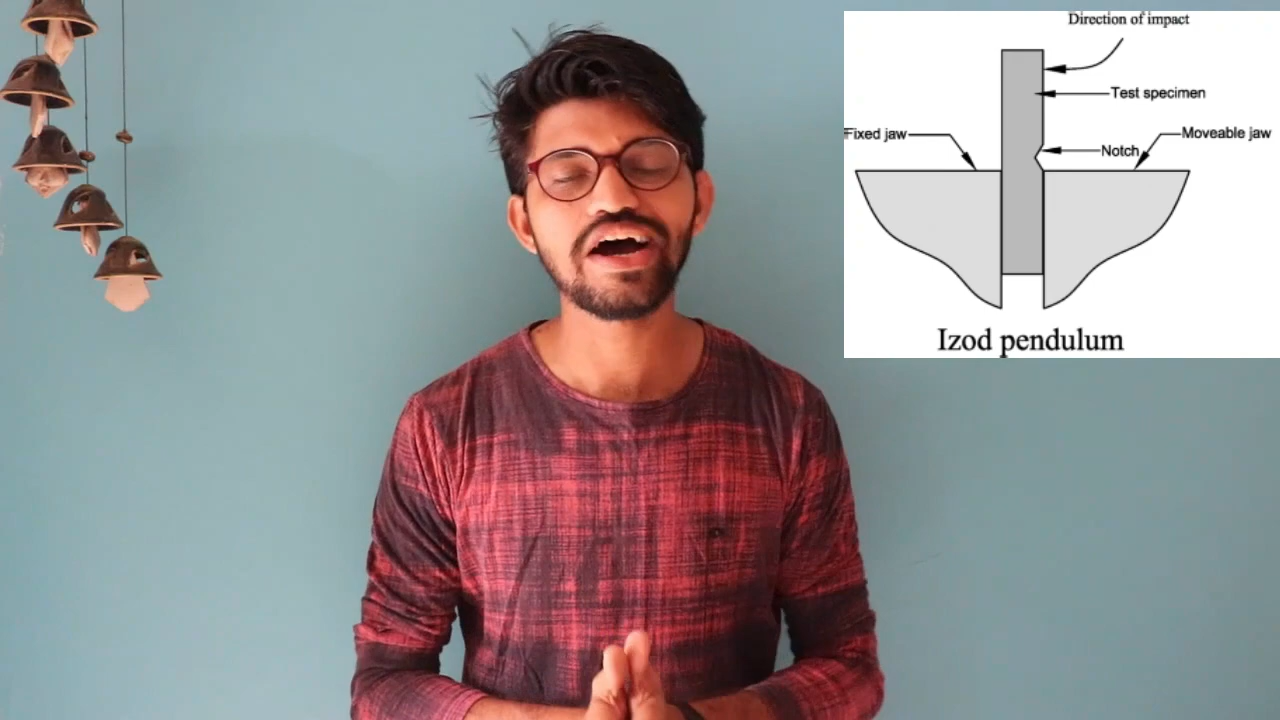 Direction of impact
Test specimen
Fixed jaw
Moveable jaw
Notch
Izod pendulum